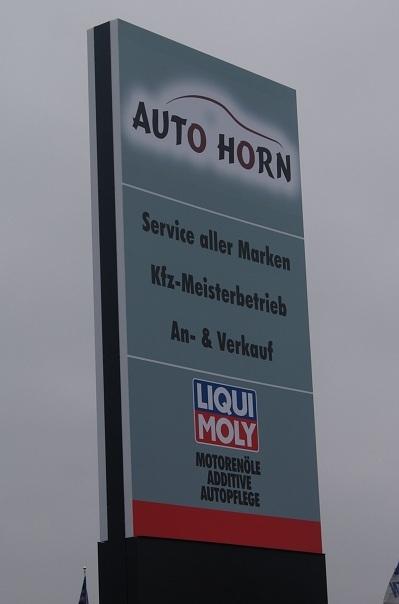 AUTO HORN
Service aller Marken
Kfz-Meisterbetrieb
An- & Verkauf
LIQUI
MOLY
MOTORENÖLE
ADDITIVE
AUTOPFLEGE